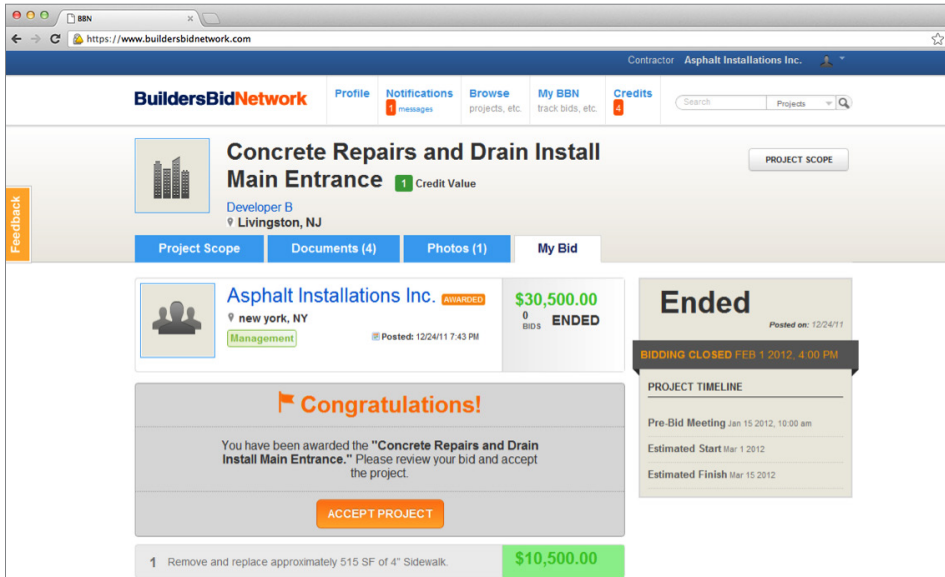 BBN
https://www.buildersbidnetwork.com
Contractor Asphalt Installations Inc.
BuildersBidNetwork
Profile
Notifications
1 messages
Browse
projects, etc.
My BBN
track bids, etc.
Credits
4
Search
Projects
Concrete Repairs and Drain Install
Main Entrance 1 Credit Value
Developer B
Livingston, NJ
PROJECT SCOPE
Feedback
Project Scope
Documents (4)
Photos (1)
My Bid
Asphalt Installations Inc. AWARDED
new york, NY
Management
Posted: 12/24/11 7:43 PM
$30,500.00
0
BIDS ENDED
Ended
Posted on: 12/24/11
BIDDING CLOSED FEB 1 2012, 4:00 PM
PROJECT TIMELINE
Pre-Bid Meeting Jan 15 2012, 10:00 am
Estimated Start Mar 1 2012
Estimated Finish Mar 15 2012
Congratulations!
You have been awarded the "Concrete Repairs and Drain
Install Main Entrance." Please review your bid and accept
the project.
ACCEPT PROJECT
1 Remove and replace approximately 515 SF of 4" Sidewalk.
$10,500.00